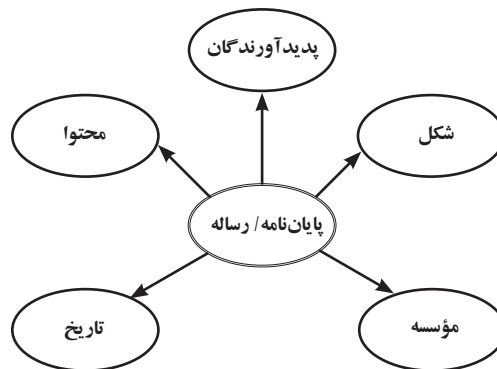 پدیدآورندگان
شکل
محتوا
پایان‌نامه/ رساله
مؤسسه
تاریخ